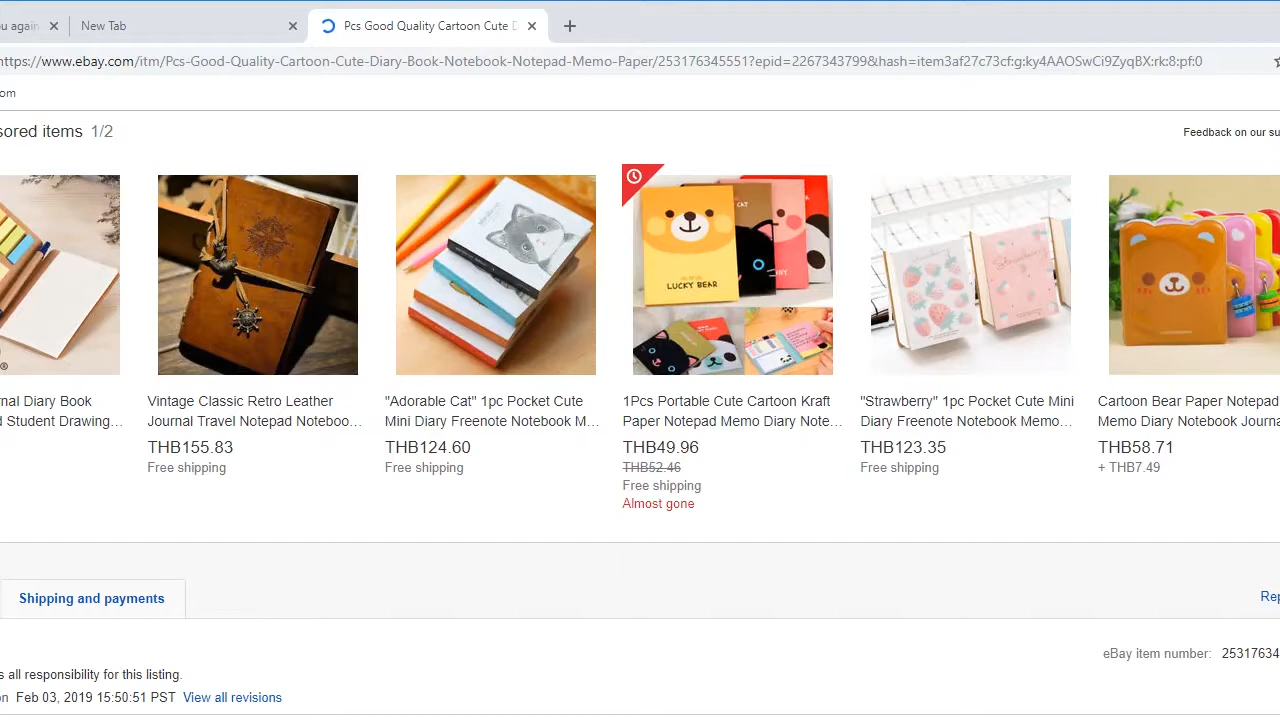 u again
New Tab
Pcs Good Quality Cartoon Cute D
https://www.ebay.com/itm/Pcs-Good-Quality-Cartoon-Cute-Diary-Book-Notebook-Notepad-Memo-Paper/253176345551?epid=2267343799&hash=item3af27c73cf:g:ky4AAOSwCi9ZyqBX:rk:8:pf:0
om
sored items 1/2
Feedback on our su
CAT
LUCKY BEAR
Strawberry
®
nal Diary Book
d Student Drawing...
Vintage Classic Retro Leather
Journal Travel Notepad Noteboo...
THB155.83
Free shipping
"Adorable Cat" 1pc Pocket Cute
Mini Diary Freenote Notebook M...
THB124.60
Free shipping
1Pcs Portable Cute Cartoon Kraft
Paper Notepad Memo Diary Note...
THB49.96
THB52.46
Free shipping
Almost gone
"Strawberry" 1pc Pocket Cute Mini
Diary Freenote Notebook Memo...
THB123.35
Free shipping
Cartoon Bear Paper Notepad
Memo Diary Notebook Journa
THB58.71
+ THB7.49
Shipping and payments
Rep
eBay item number: 25317634
s all responsibility for this listing.
on Feb 03, 2019 15:50:51 PST View all revisions